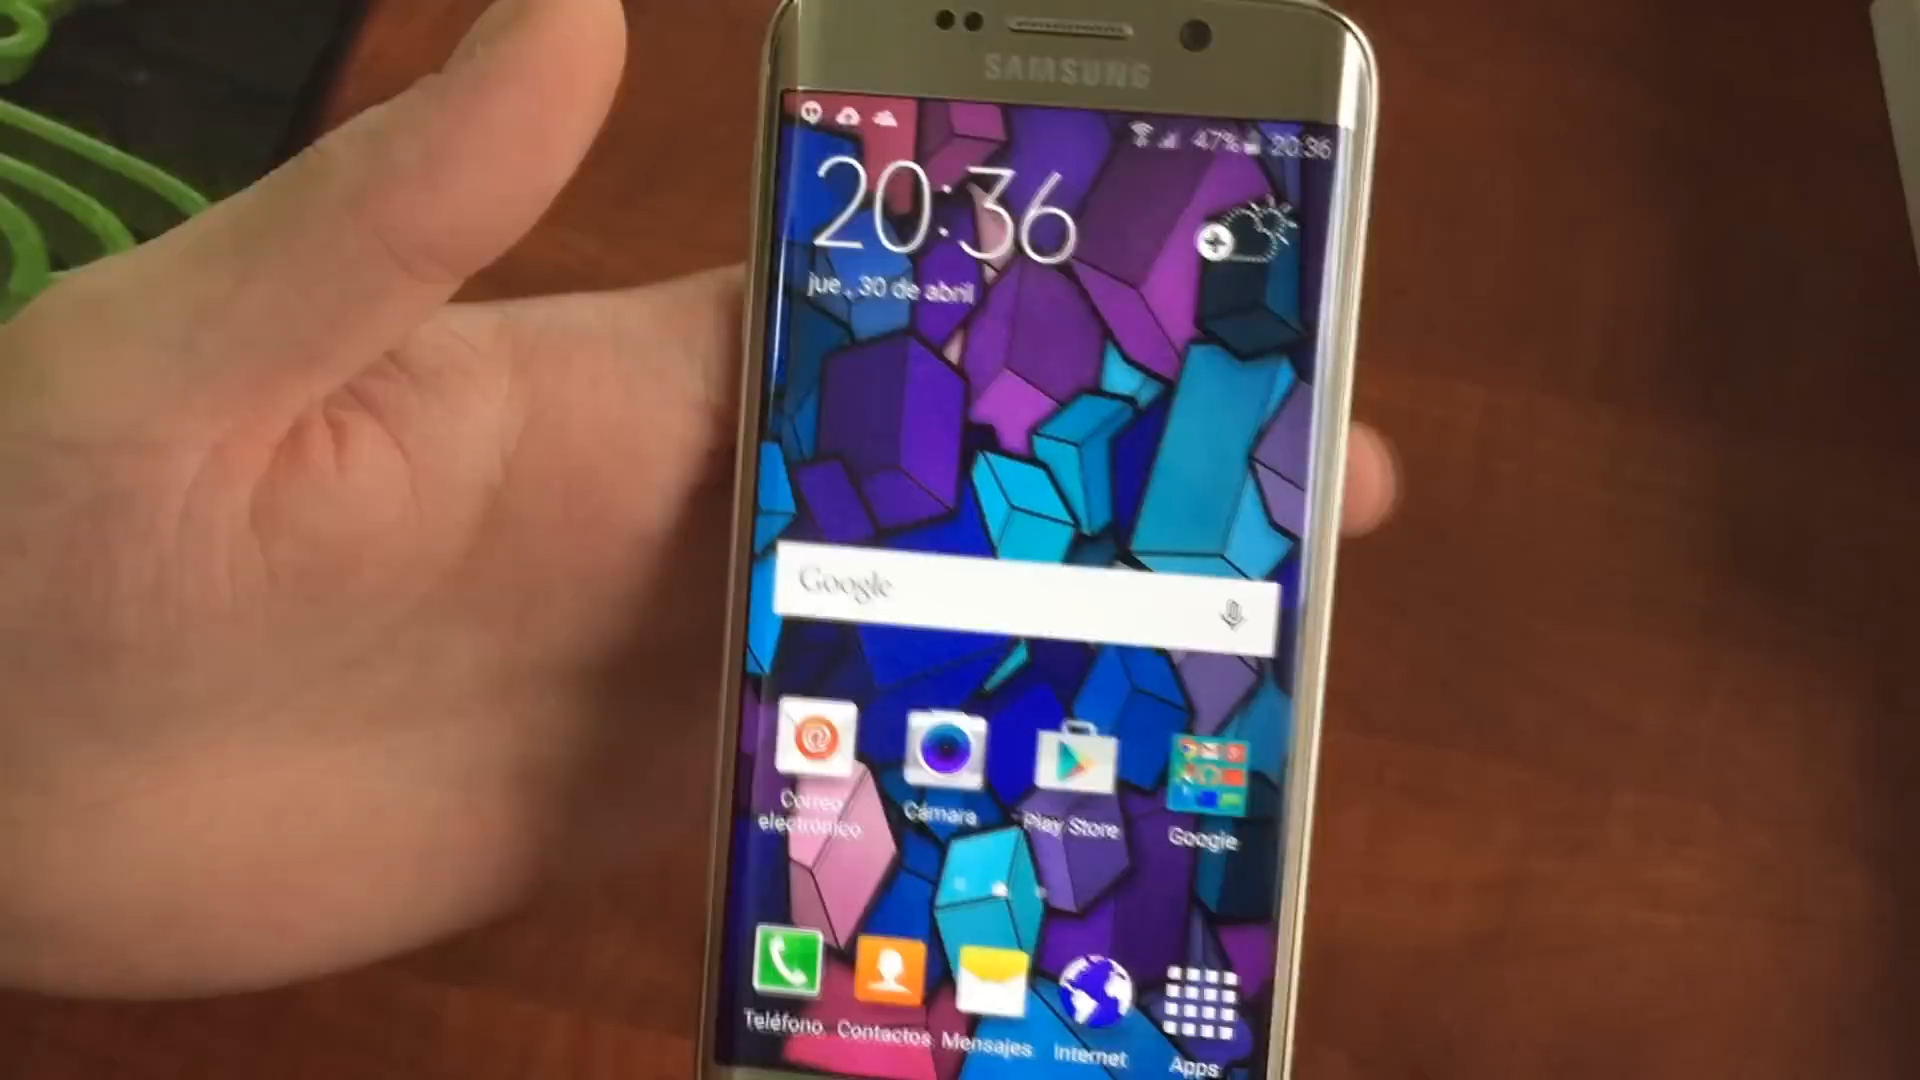 SAMSUNG
47% 20:36
20:36
jue., 30 de abril
Google
Correo
electrónico
Cámara
Play Store
Google
Teléfono
Contactos
Mensajes
Internet
Apps